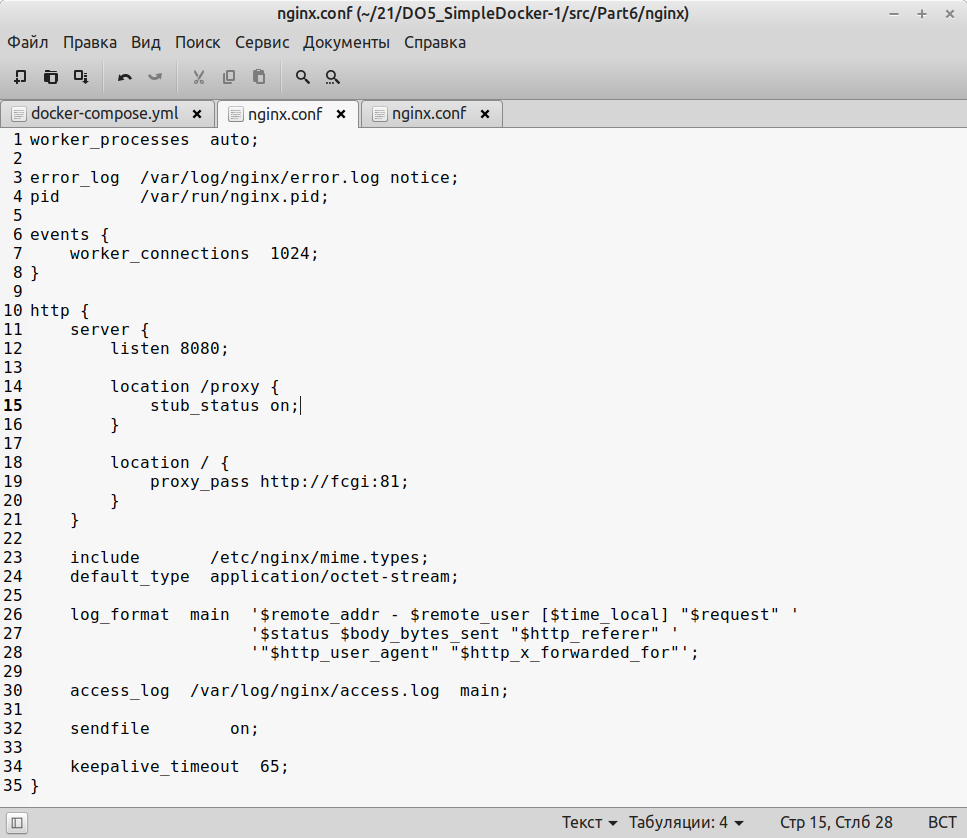 nginx.conf (~/21/DO5_SimpleDocker-1/src/Part6/nginx)
Файл Правка Вид Поиск Сервис Документы Справка
docker-compose.yml nginx.conf nginx.conf
1 worker_processes  auto;
2
3 error_log  /var/log/nginx/error.log notice;
4 pid        /var/run/nginx.pid;
5
6 events {
7     worker_connections  1024;
8 }
9
10 http {
11     server {
12         listen 8080;
13
14         location /proxy {
15             stub_status on;
16         }
17
18         location / {
19             proxy_pass http://fcgi:81;
20         }
21     }
22
23     include       /etc/nginx/mime.types;
24     default_type  application/octet-stream;
25
26     log_format  main  '$remote_addr - $remote_user [$time_local] "$request" '
27                       '$status $body_bytes_sent "$http_referer" '
28                       '"$http_user_agent" "$http_x_forwarded_for"';
29
30     access_log  /var/log/nginx/access.log  main;
31
32     sendfile        on;
33
34     keepalive_timeout  65;
35 }
Текст Табуляции: 4 Стр 15, Стлб 28 ВСТ